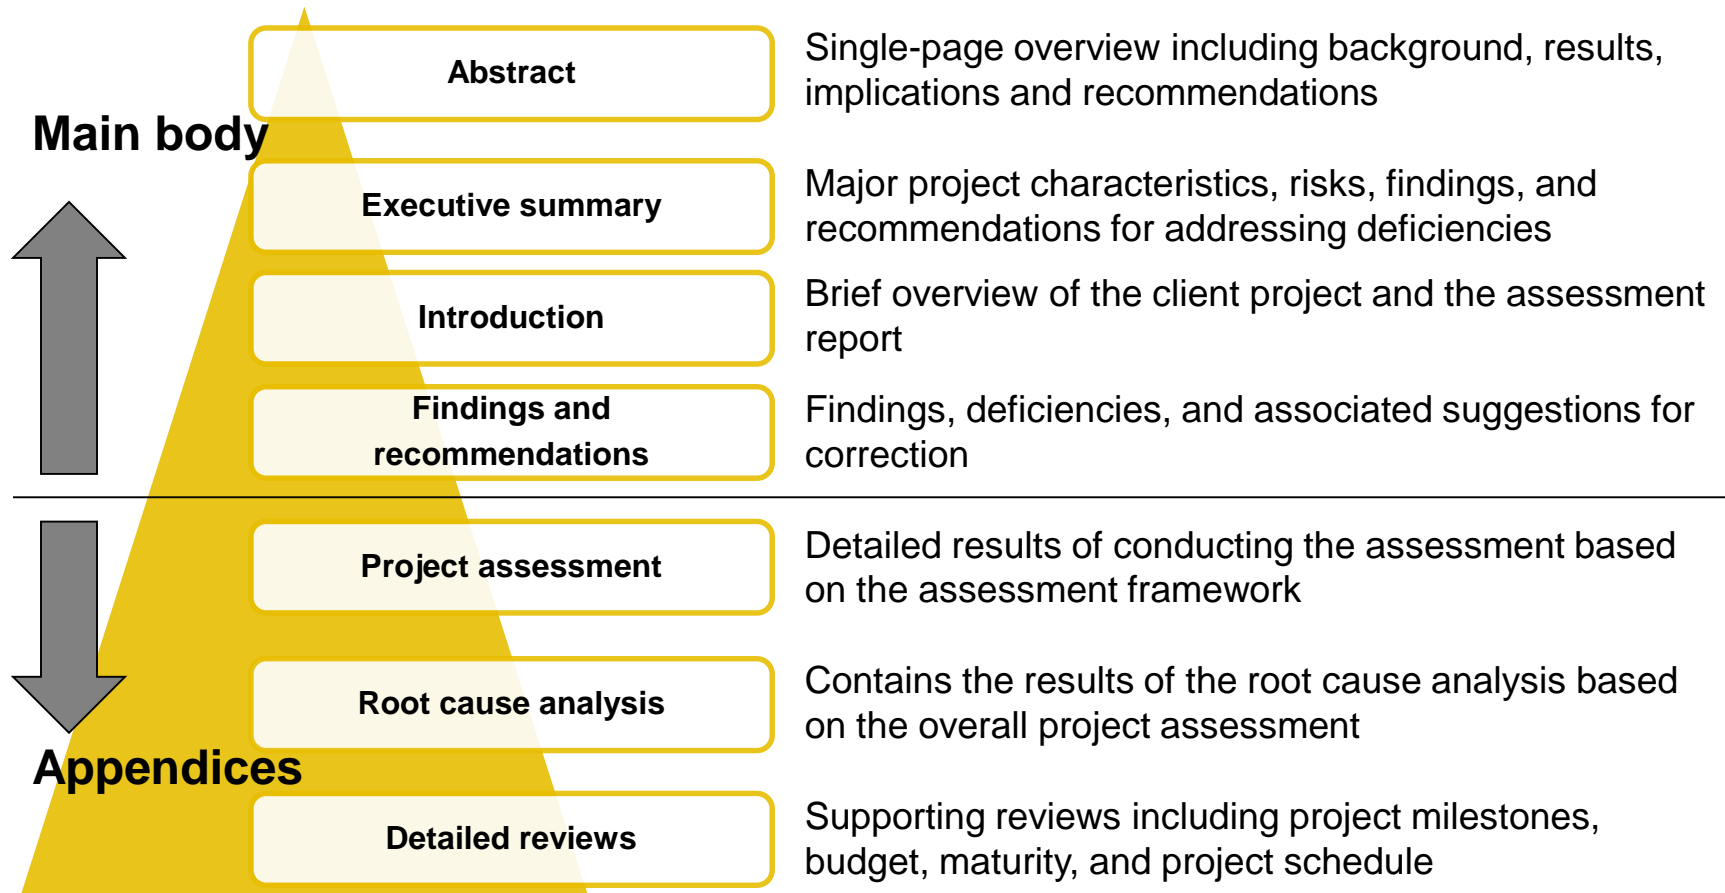 Abstract
Single-page overview including background, results,
implications and recommendations
Main body
Executive summary
Major project characteristics, risks, findings, and
recommendations for addressing deficiencies
Introduction
Brief overview of the client project and the assessment
report
Findings and
recommendations
Findings, deficiencies, and associated suggestions for
correction
Project assessment
Detailed results of conducting the assessment based
on the assessment framework
Root cause analysis
Contains the results of the root cause analysis based
on the overall project assessment
Appendices
Detailed reviews
Supporting reviews including project milestones,
budget, maturity, and project schedule